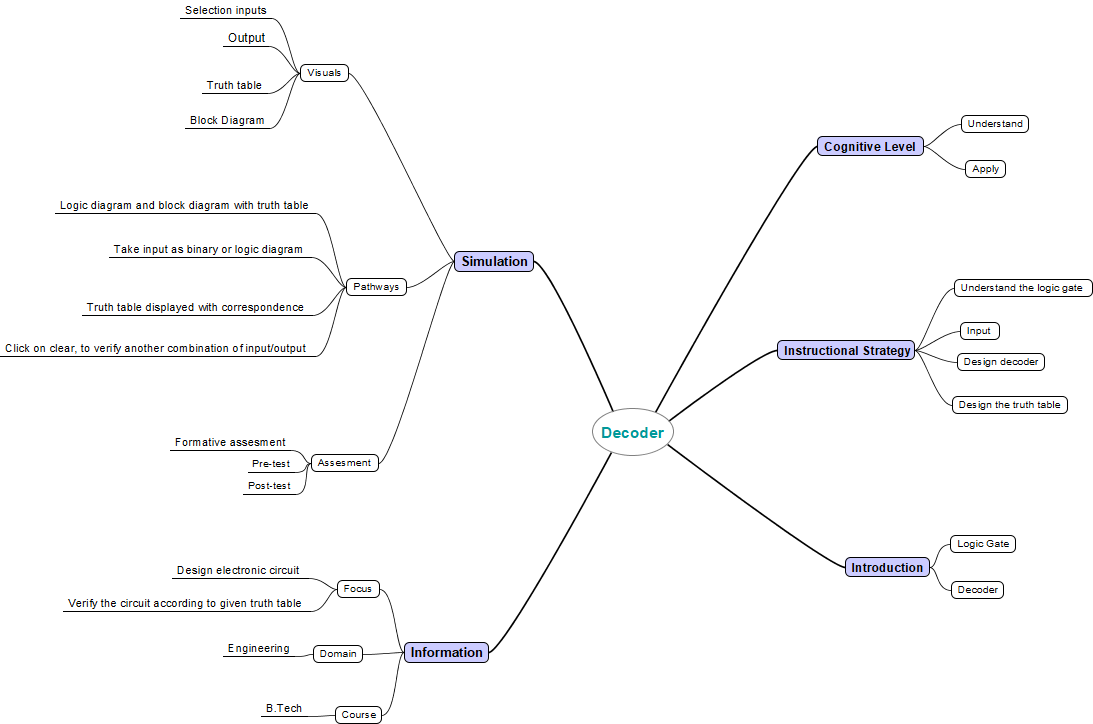 Selection inputs
Output
Truth table
Block Diagram
Visuals
Logic diagram and block diagram with truth table
Take input as binary or logic diagram
Truth table displayed with correspondence
Click on clear, to verify another combination of input/output
Pathways
Formative assesment
Pre-test
Post-test
Assesment
Simulation
Design electronic circuit
Verify the circuit according to given truth table
Focus
Engineering
Domain
B.Tech
Course
Information
Decoder
Cognitive Level
Understand
Apply
Instructional Strategy
Understand the logic gate
Input
Design decoder
Design the truth table
Introduction
Logic Gate
Decoder